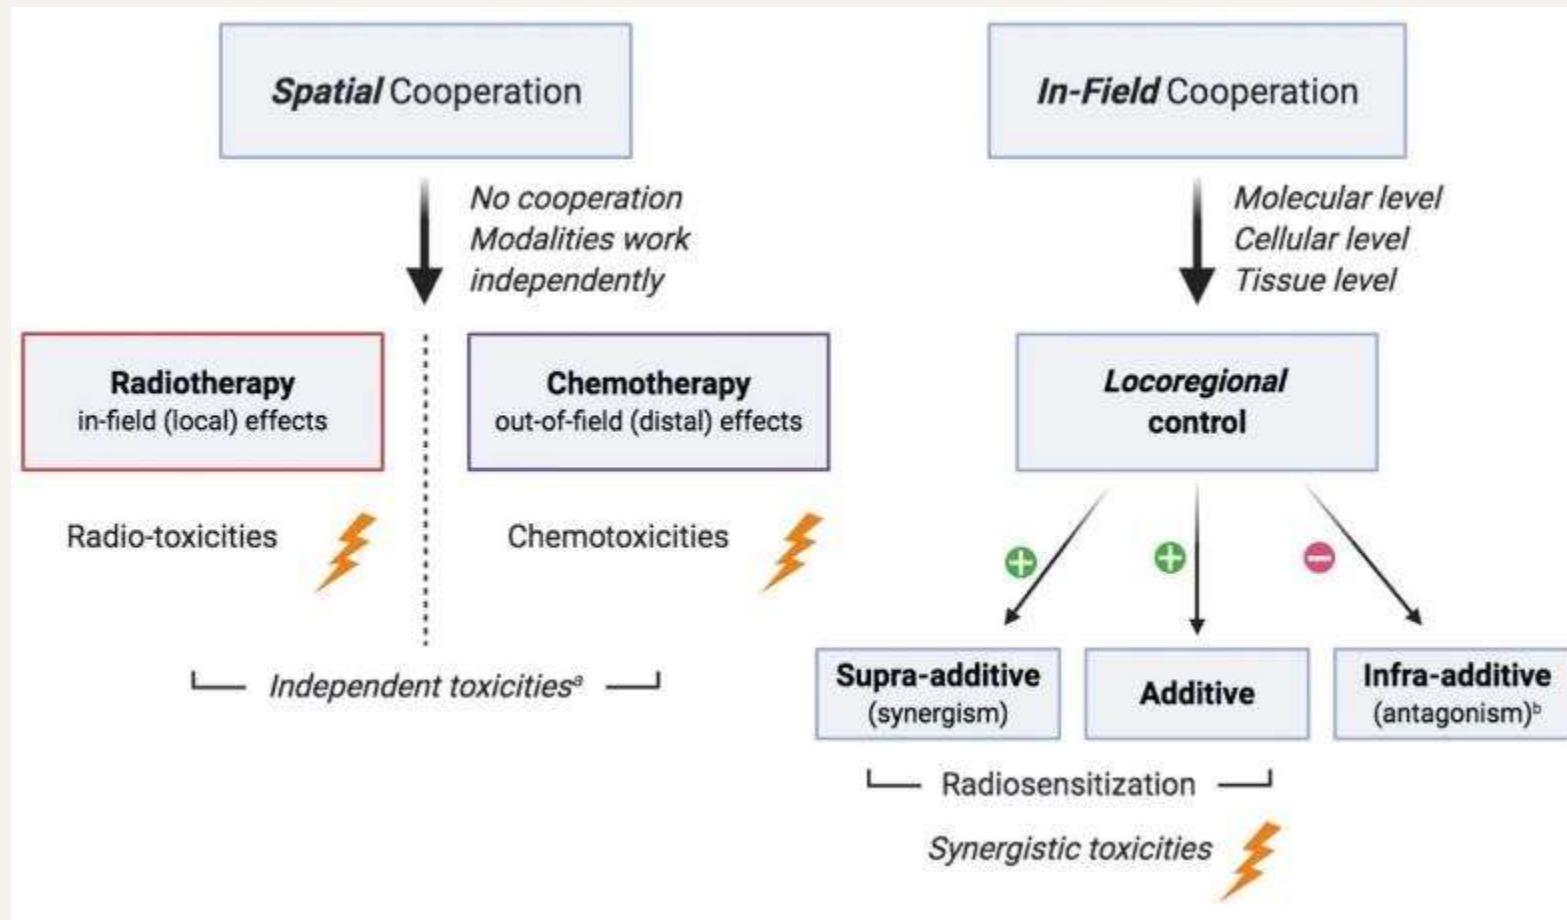 Spatial Cooperation
No cooperation
Modalities work
independently
Radiotherapy
in-field (local) effects
Chemotherapy
out-of-field (distal) effects
Radio-toxicities
Chemotoxicities
Independent toxicitiesᵃ
In-Field Cooperation
Molecular level
Cellular level
Tissue level
Locoregional
control
Supra-additive
(synergism)
Additive
Infra-additive
(antagonism)ᵇ
Radiosensitization
Synergistic toxicities